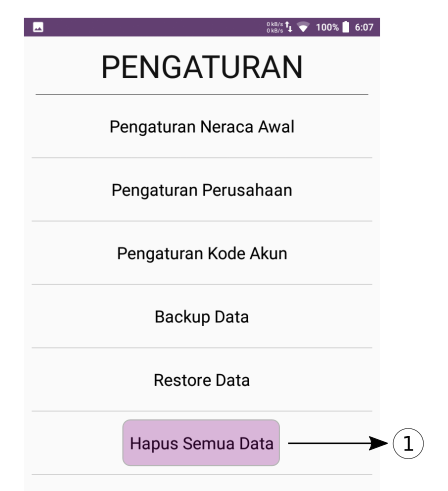 0 kB/s
0 kB/s
100%
6:07
PENGATURAN
Pengaturan Neraca Awal
Pengaturan Perusahaan
Pengaturan Kode Akun
Backup Data
Restore Data
Hapus Semua Data
1